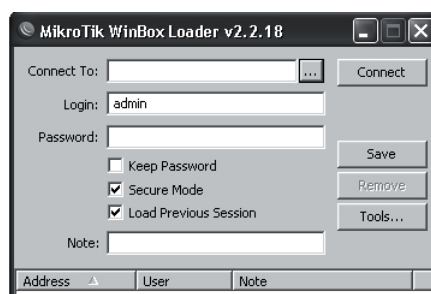 MikroTik WinBox Loader v2.2.18
Connect To: ... Connect
Login: admin
Password:
Keep Password Save
Secure Mode Remove
Load Previous Session Tools...
Note:
Address User Note